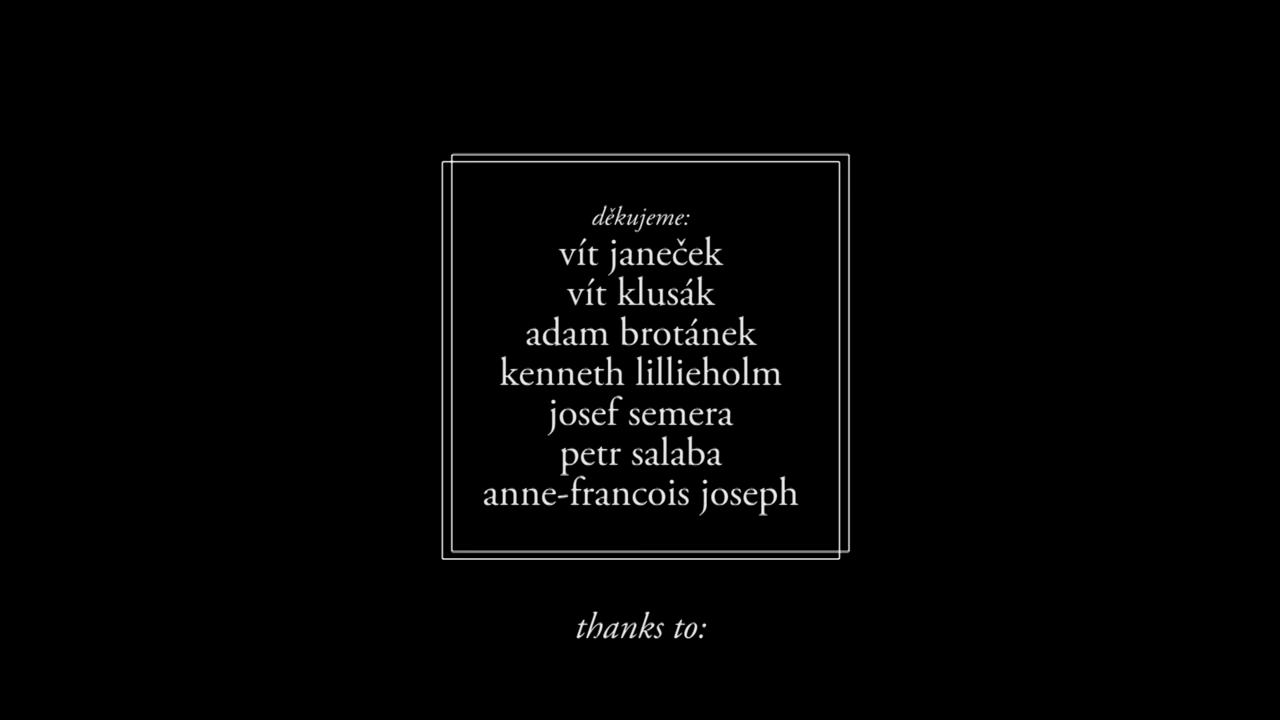 děkujeme:
vít janeček
vít klusák
adam brotánek
kenneth lillieholm
josef semera
petr salaba
anne-francois joseph
thanks to: